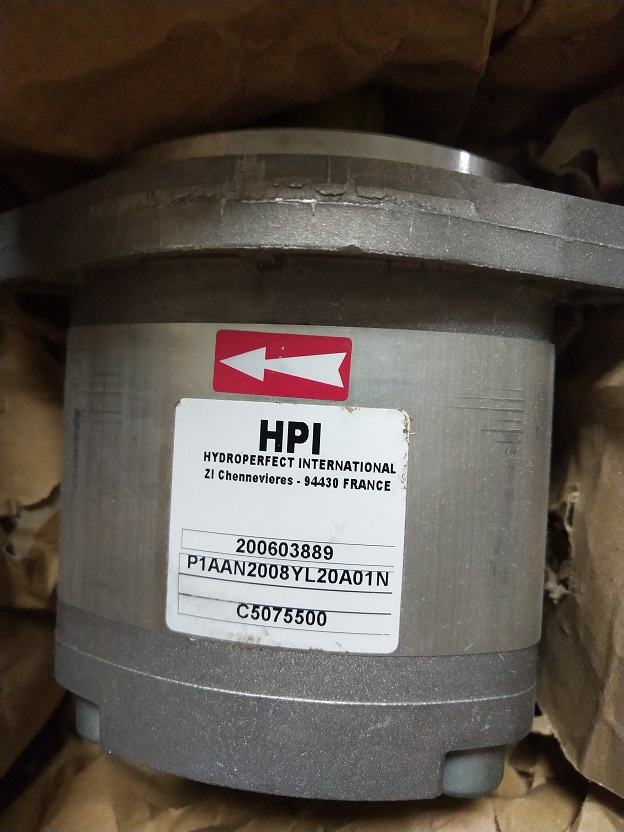 HPI
HYDROPERFECT INTERNATIONAL
ZI Chennevieres - 94430 FRANCE
200603889
P1AAN2008YL20A01N
C5075500